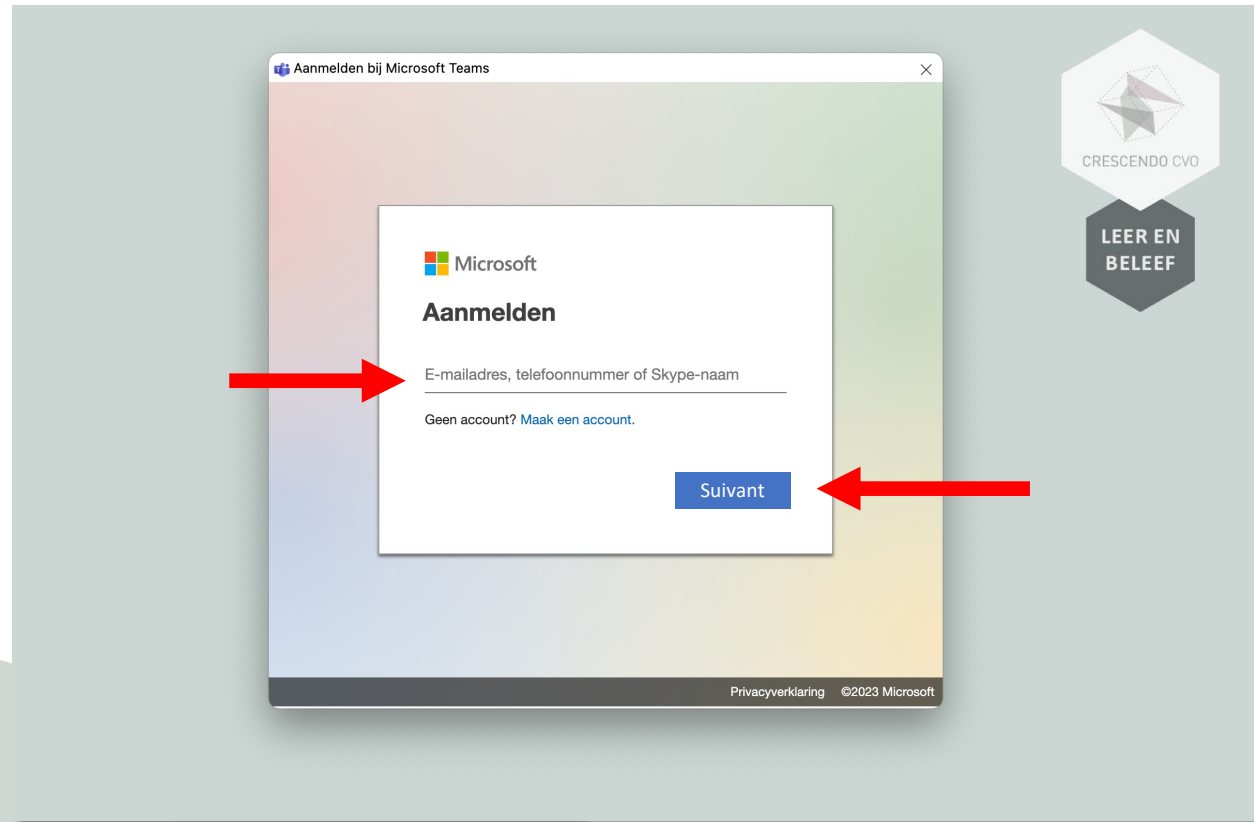 Aanmelden bij Microsoft Teams
CRESCENDO CVO
LEER EN
BELEEF
Microsoft
Aanmelden
E-mailadres, telefoonnummer of Skype-naam
Geen account? Maak een account.
Suivant
Privacyverklaring ©2023 Microsoft